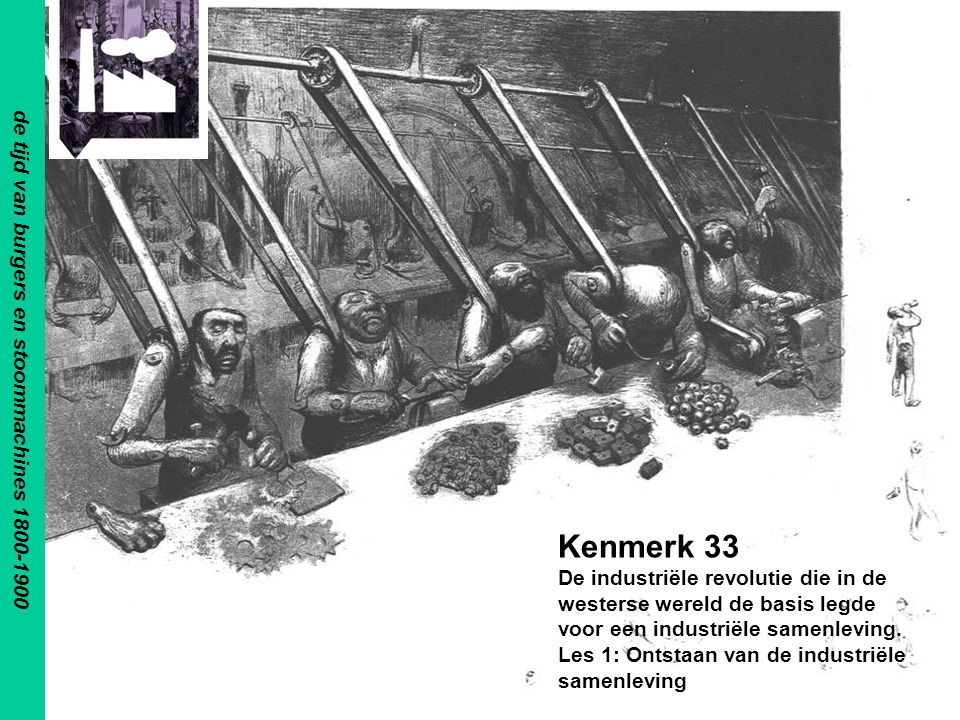 de tijd van burgers en stoommachines 1800-1900
Kenmerk 33
De industriële revolutie die in de
westerse wereld de basis legde
voor een industriële samenleving.
Les 1: Ontstaan van de industriële
samenleving